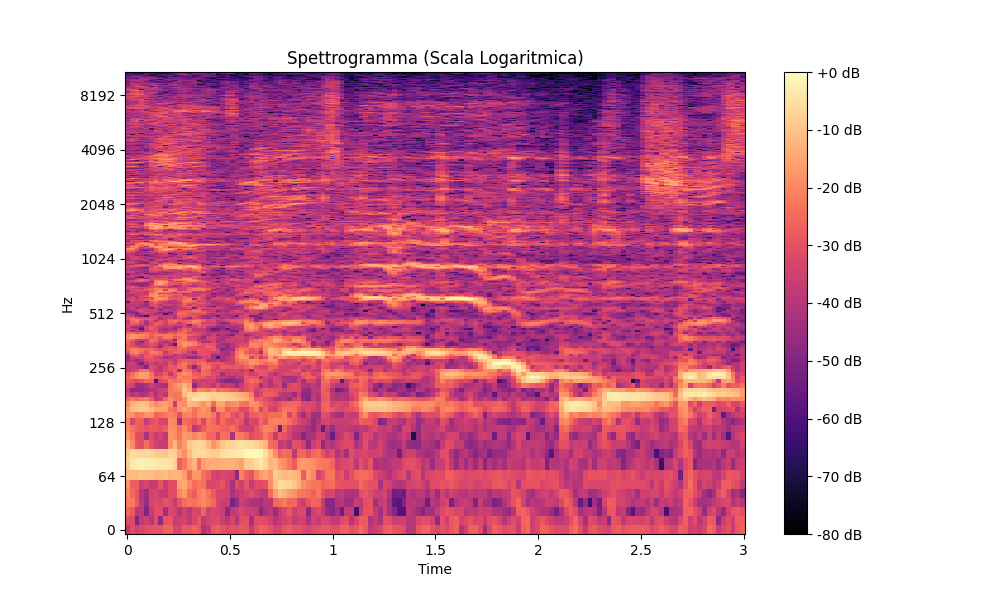 Spettrogramma (Scala Logaritmica)
Hz
8192
4096
2048
1024
512
256
128
64
0
0
0.5
1
1.5
2
2.5
3
Time
+0 dB
-10 dB
-20 dB
-30 dB
-40 dB
-50 dB
-60 dB
-70 dB
-80 dB